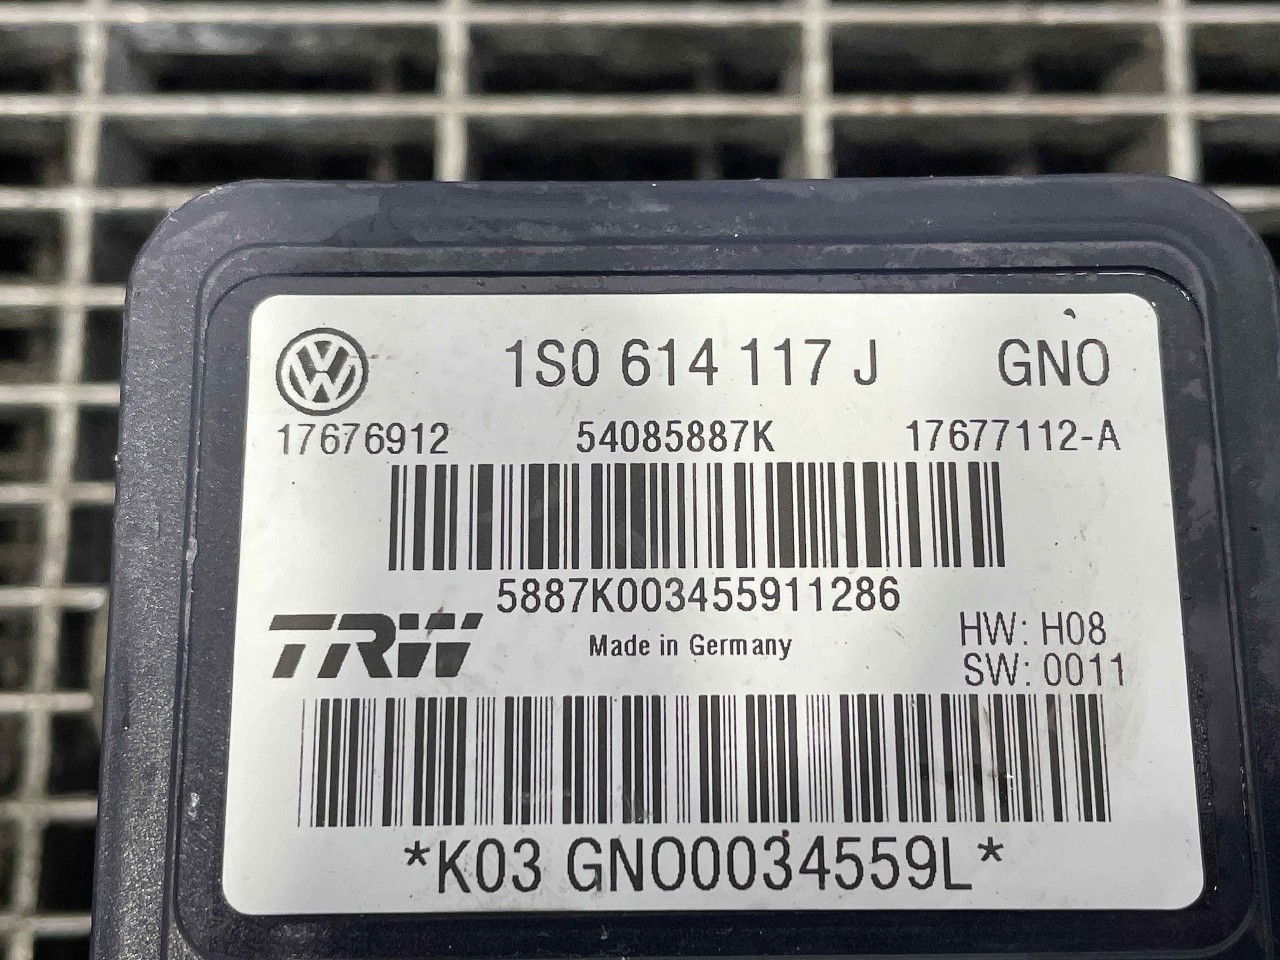 1S0 614 117 J GNO
17676912 54085887K 17677112-A
5887K003455911286
TRW Made in Germany HW: H08
SW: 0011
*K03 GNO0034559L*